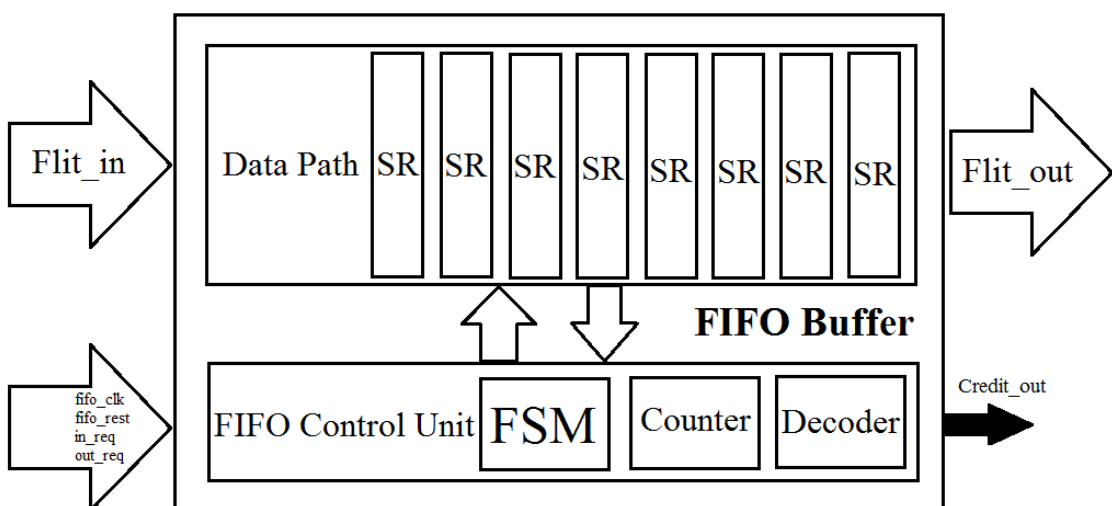 Flit_in
Data Path SR SR SR SR SR SR SR SR
Flit_out
FIFO Buffer
fifo_clk
fifo_rest
in_req
out_req
FIFO Control Unit FSM Counter Decoder
Credit_out